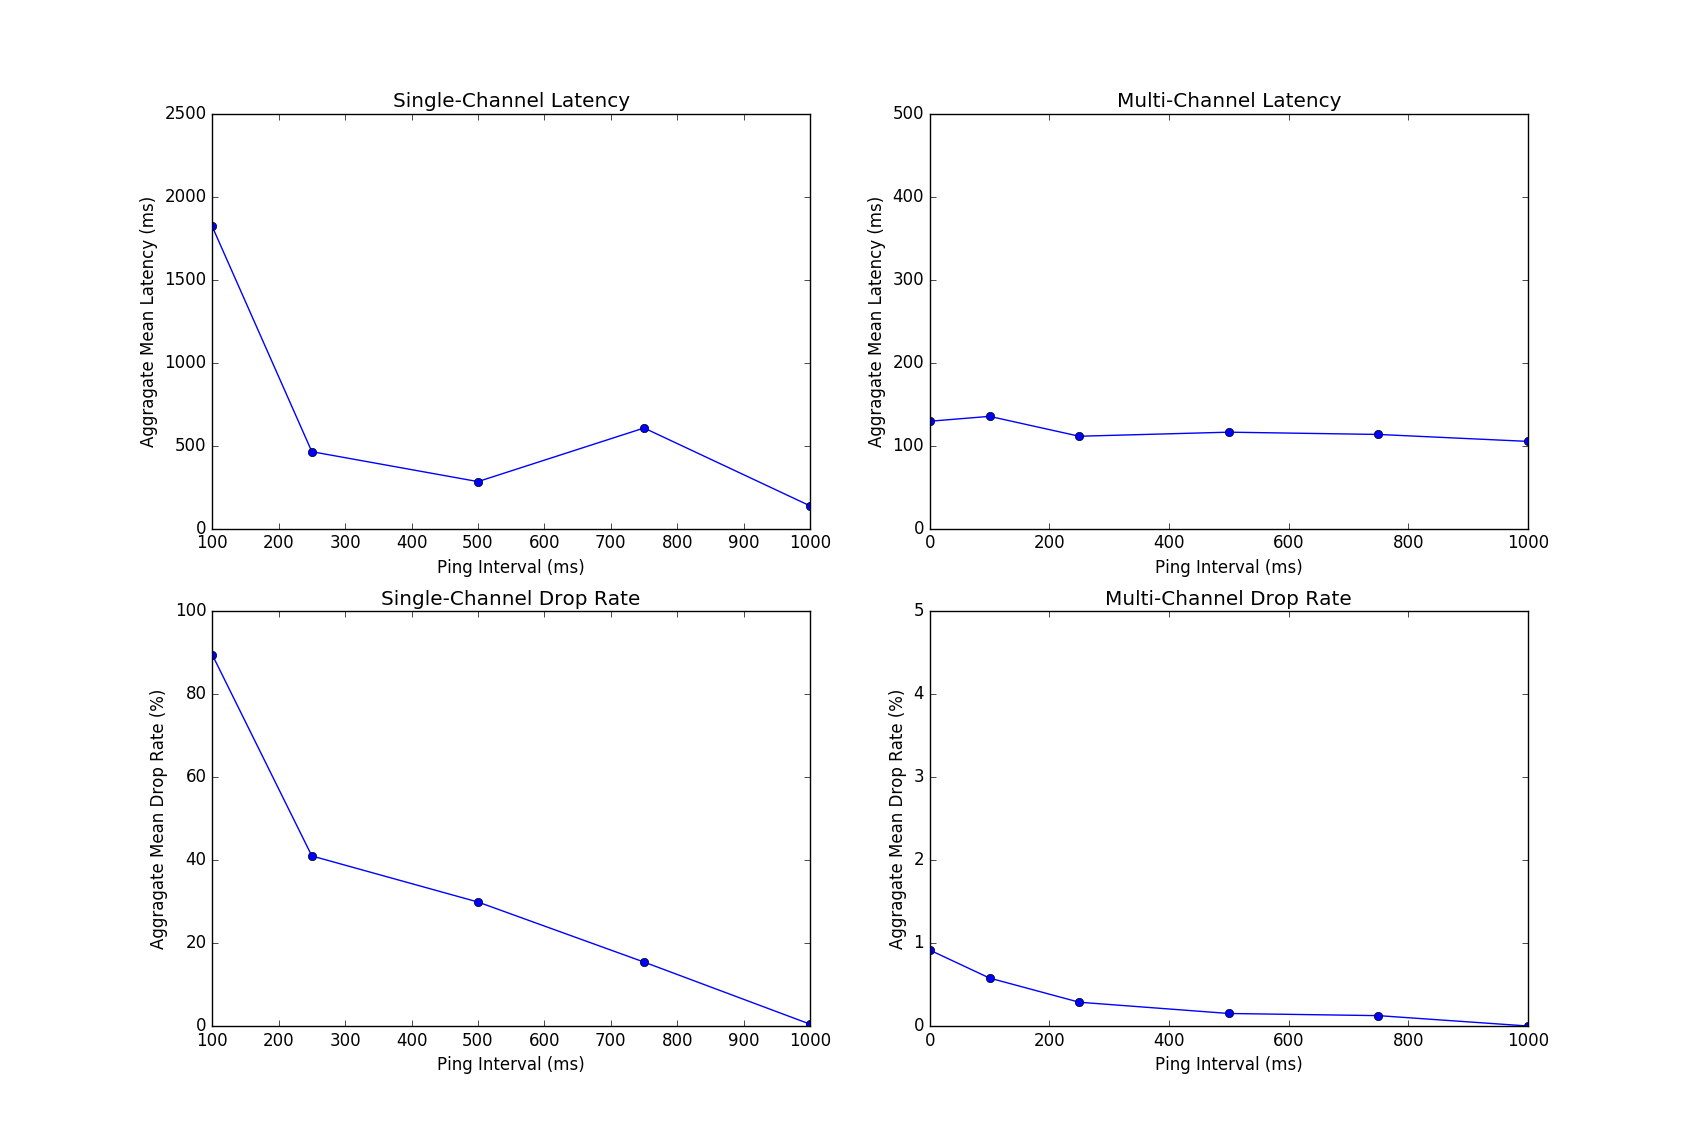 Single-Channel Latency
2500
2000
1500
1000
500
0
Aggragate Mean Latency (ms)
100 200 300 400 500 600 700 800 900 1000
Ping Interval (ms)
Multi-Channel Latency
500
400
300
200
100
0
Aggragate Mean Latency (ms)
0 200 400 600 800 1000
Ping Interval (ms)
Single-Channel Drop Rate
100
80
60
40
20
0
Aggragate Mean Drop Rate (%)
100 200 300 400 500 600 700 800 900 1000
Ping Interval (ms)
Multi-Channel Drop Rate
5
4
3
2
1
0
Aggragate Mean Drop Rate (%)
0 200 400 600 800 1000
Ping Interval (ms)